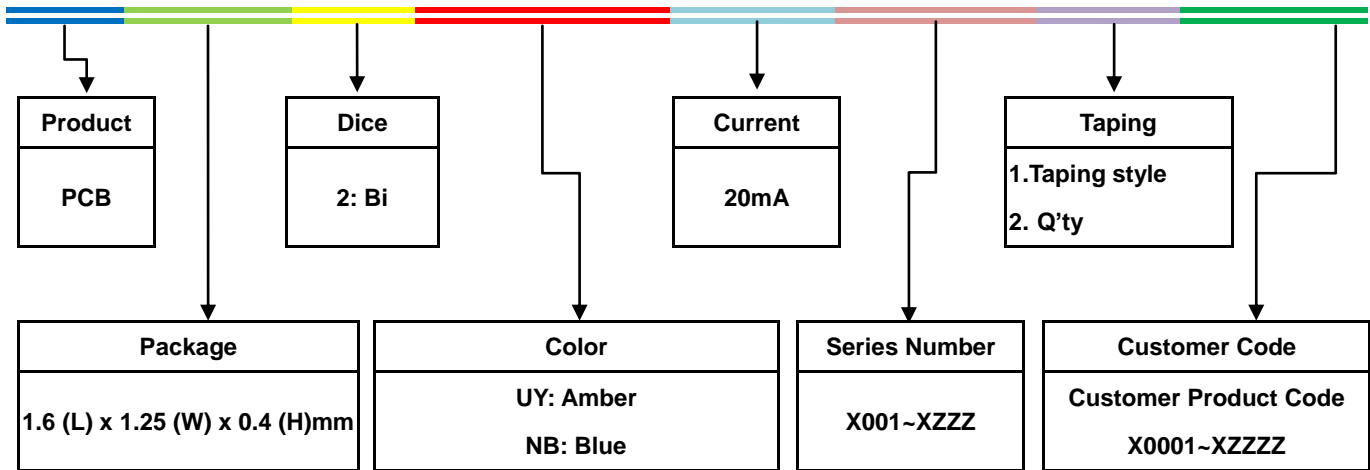 Product
PCB
Dice
2: Bi
Current
20mA
Taping
1.Taping style
2. Q’ty
Package
1.6 (L) x 1.25 (W) x 0.4 (H)mm
Color
UY: Amber
NB: Blue
Series Number
X001~XZZZ
Customer Code
Customer Product Code
X0001~XZZZZ